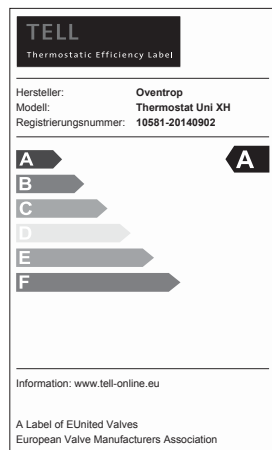 TELL
Thermostatic Efficiency Label
Hersteller: Oventrop
Modell: Thermostat Uni XH
Registrierungsnummer: 10581-20140902
A A
B
C
D
E
F
Information: www.tell-online.eu
A Label of EUnited Valves
European Valve Manufacturers Association